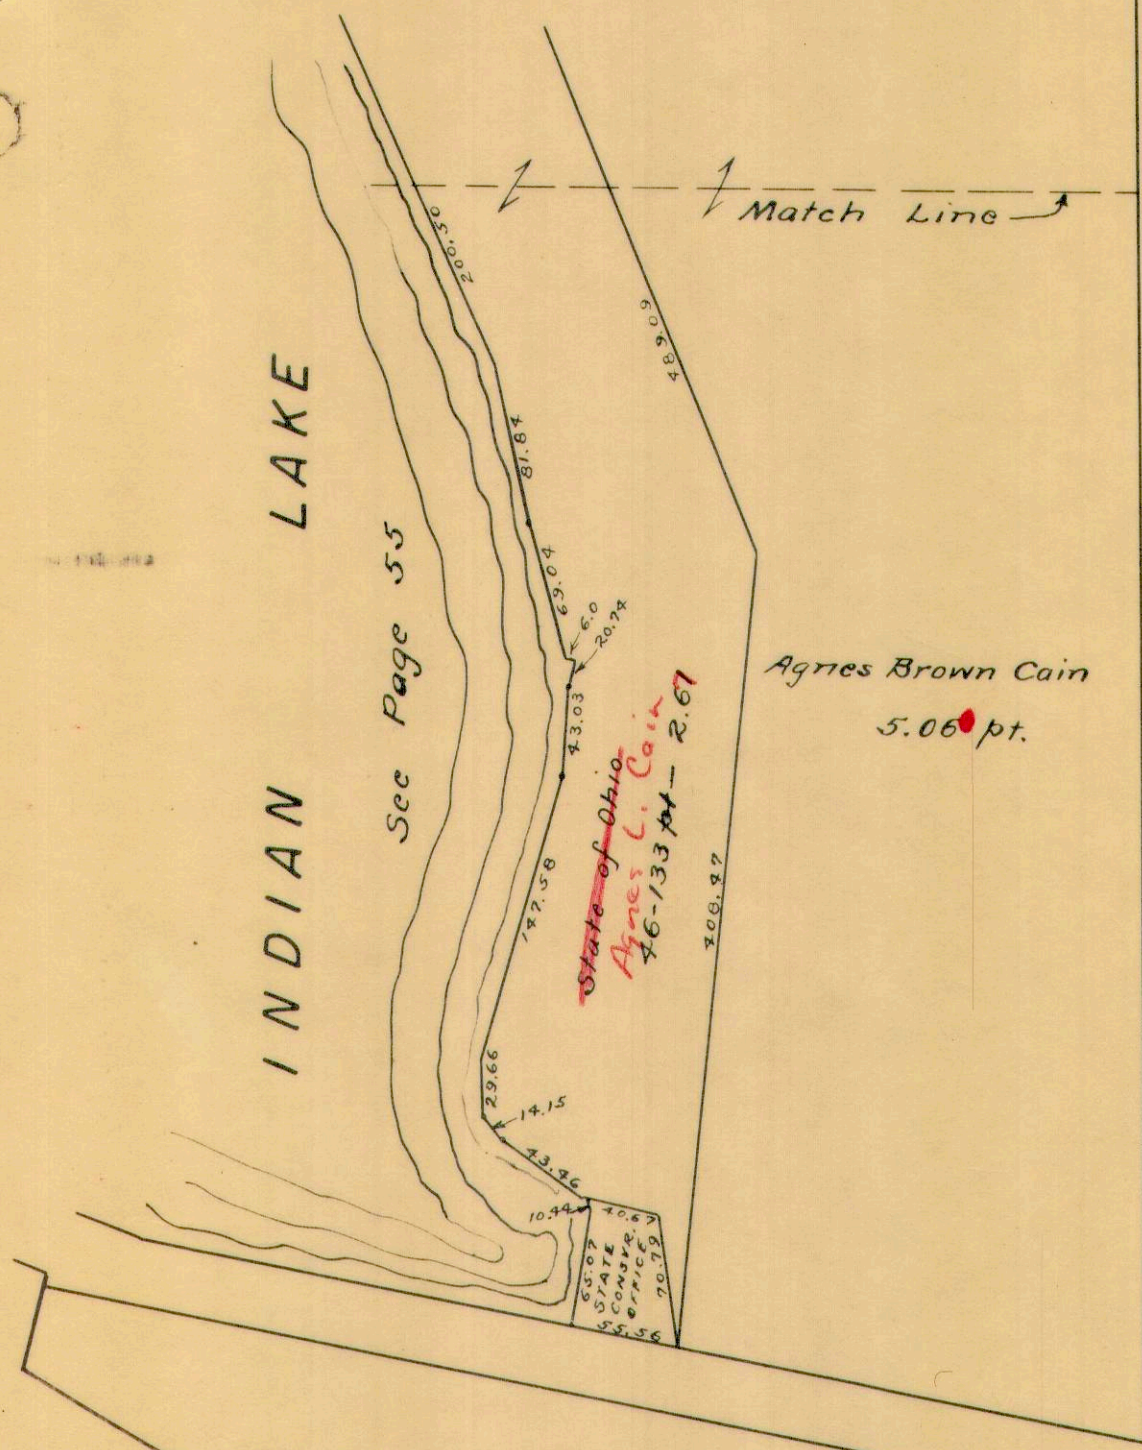 Match Line
200.50
489.09
INDIAN LAKE
See Page 55
81.84
69.04
6.0
20.74
43.03
Agnes Brown Cain
5.06 pt.
State of Ohio
Agnes L. Cain
46-133 pt - 2.67
147.58
408.47
29.66
14.15
43.46
10.44
40.67
65.07
STATE
CONSVR.
OFFICE
70.79
55.56